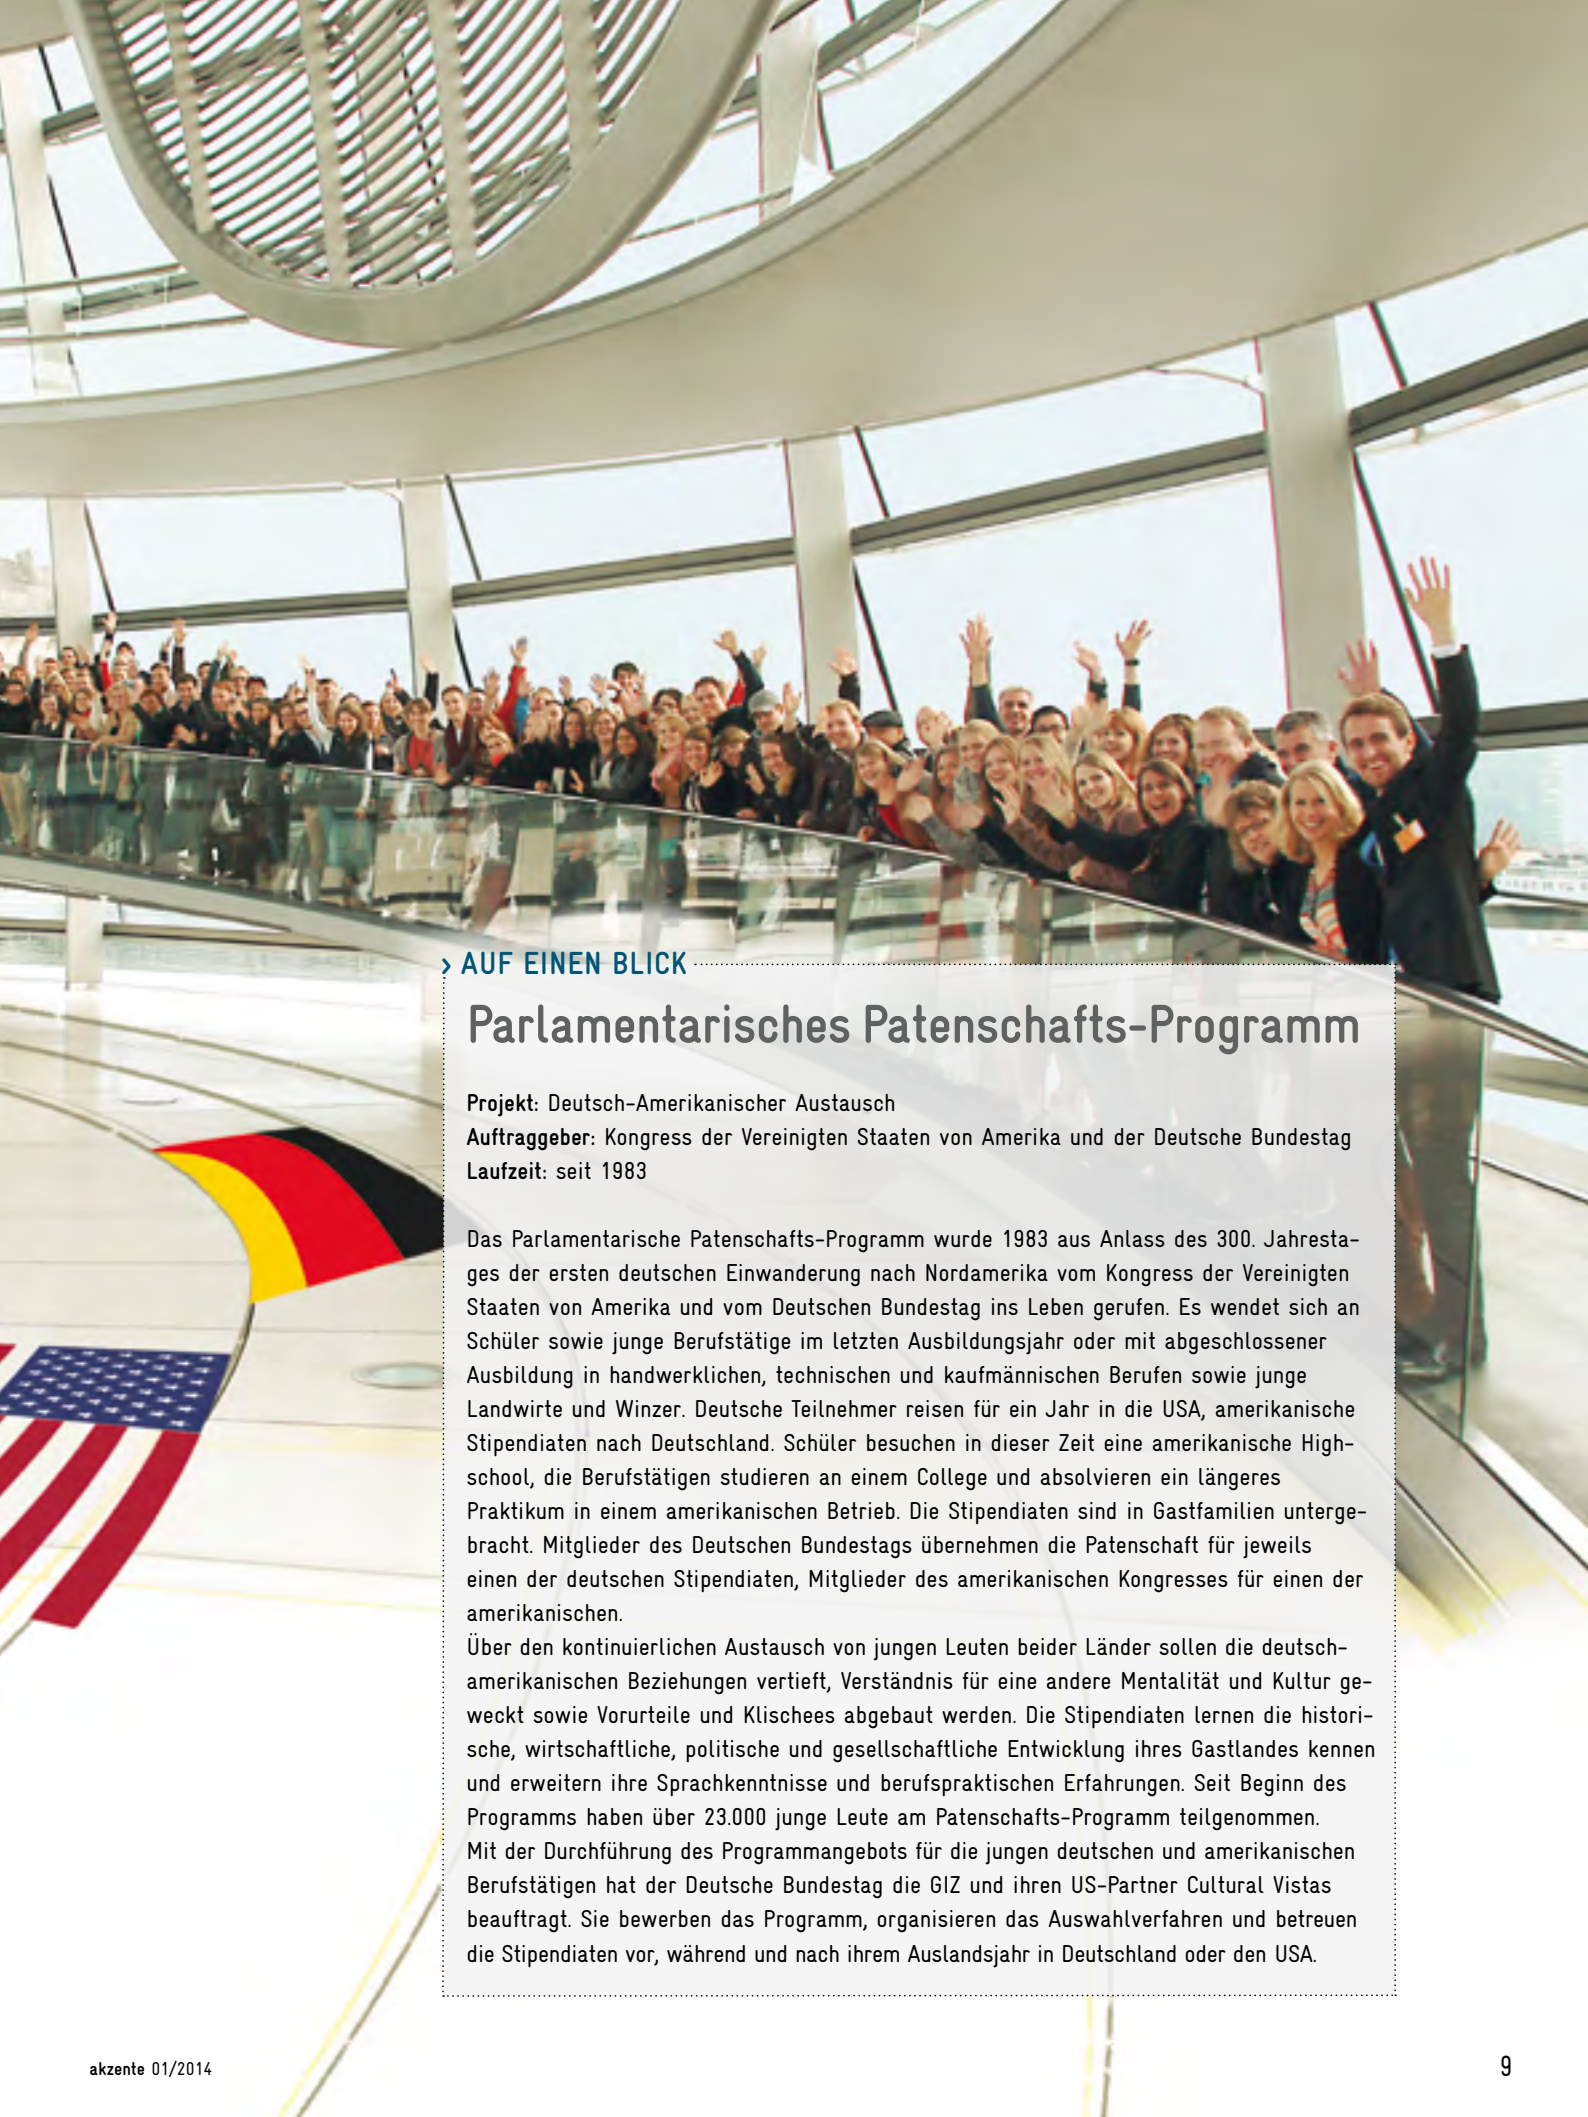 › AUF EINEN BLICK
Parlamentarisches Patenschafts-Programm
Projekt: Deutsch-Amerikanischer Austausch
Auftraggeber: Kongress der Vereinigten Staaten von Amerika und der Deutsche Bundestag
Laufzeit: seit 1983
Das Parlamentarische Patenschafts-Programm wurde 1983 aus Anlass des 300. Jahresta-
ges der ersten deutschen Einwanderung nach Nordamerika vom Kongress der Vereinigten
Staaten von Amerika und vom Deutschen Bundestag ins Leben gerufen. Es wendet sich an
Schüler sowie junge Berufstätige im letzten Ausbildungsjahr oder mit abgeschlossener
Ausbildung in handwerklichen, technischen und kaufmännischen Berufen sowie junge
Landwirte und Winzer. Deutsche Teilnehmer reisen für ein Jahr in die USA, amerikanische
Stipendiaten nach Deutschland. Schüler besuchen in dieser Zeit eine amerikanische High-
school, die Berufstätigen studieren an einem College und absolvieren ein längeres
Praktikum in einem amerikanischen Betrieb. Die Stipendiaten sind in Gastfamilien unterge-
bracht. Mitglieder des Deutschen Bundestags übernehmen die Patenschaft für jeweils
einen der deutschen Stipendiaten, Mitglieder des amerikanischen Kongresses für einen der
amerikanischen.
Über den kontinuierlichen Austausch von jungen Leuten beider Länder sollen die deutsch-
amerikanischen Beziehungen vertieft, Verständnis für eine andere Mentalität und Kultur ge-
weckt sowie Vorurteile und Klischees abgebaut werden. Die Stipendiaten lernen die histori-
sche, wirtschaftliche, politische und gesellschaftliche Entwicklung ihres Gastlandes kennen
und erweitern ihre Sprachkenntnisse und berufspraktischen Erfahrungen. Seit Beginn des
Programms haben über 23.000 junge Leute am Patenschafts-Programm teilgenommen.
Mit der Durchführung des Programmangebots für die jungen deutschen und amerikanischen
Berufstätigen hat der Deutsche Bundestag die GIZ und ihren US-Partner Cultural Vistas
beauftragt. Sie bewerben das Programm, organisieren das Auswahlverfahren und betreuen
die Stipendiaten vor, während und nach ihrem Auslandsjahr in Deutschland oder den USA.
akzente 01/2014
9